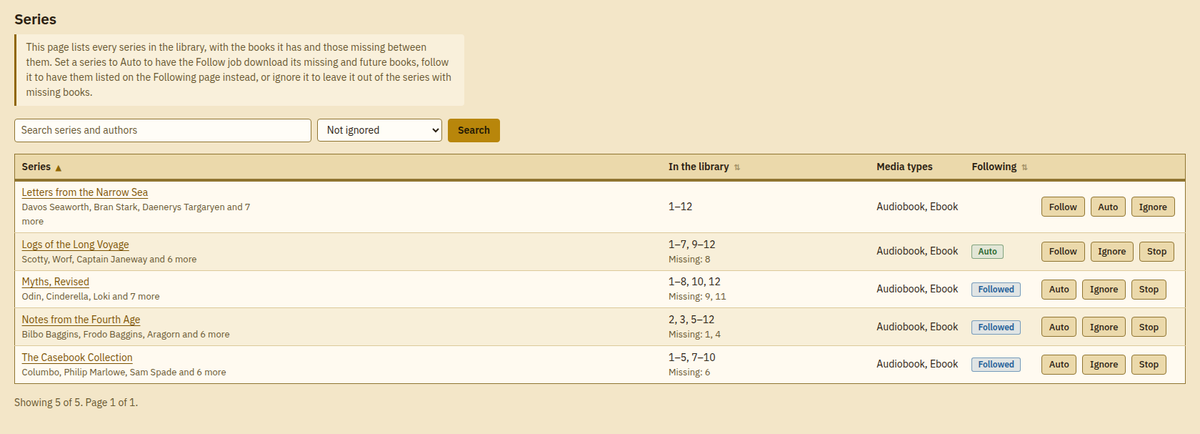 Series
This page lists every series in the library, with the books it has and those missing between
them. Set a series to Auto to have the Follow job download its missing and future books, follow
it to have them listed on the Following page instead, or ignore it to leave it out of the series with
missing books.
Search series and authors
Not ignored
Search
Series ▲ In the library ⇅ Media types Following ⇅
Letters from the Narrow Sea
Davos Seaworth, Bran Stark, Daenerys Targaryen and 7
more
1–12 Audiobook, Ebook Follow Auto Ignore
Logs of the Long Voyage
Scotty, Worf, Captain Janeway and 6 more
1–7, 9–12
Missing: 8
Audiobook, Ebook Auto Follow Ignore Stop
Myths, Revised
Odin, Cinderella, Loki and 7 more
1–8, 10, 12
Missing: 9, 11
Audiobook, Ebook Followed Auto Ignore Stop
Notes from the Fourth Age
Bilbo Baggins, Frodo Baggins, Aragorn and 6 more
2, 3, 5–12
Missing: 1, 4
Audiobook, Ebook Followed Auto Ignore Stop
The Casebook Collection
Columbo, Philip Marlowe, Sam Spade and 6 more
1–5, 7–10
Missing: 6
Audiobook, Ebook Followed Auto Ignore Stop
Showing 5 of 5. Page 1 of 1.